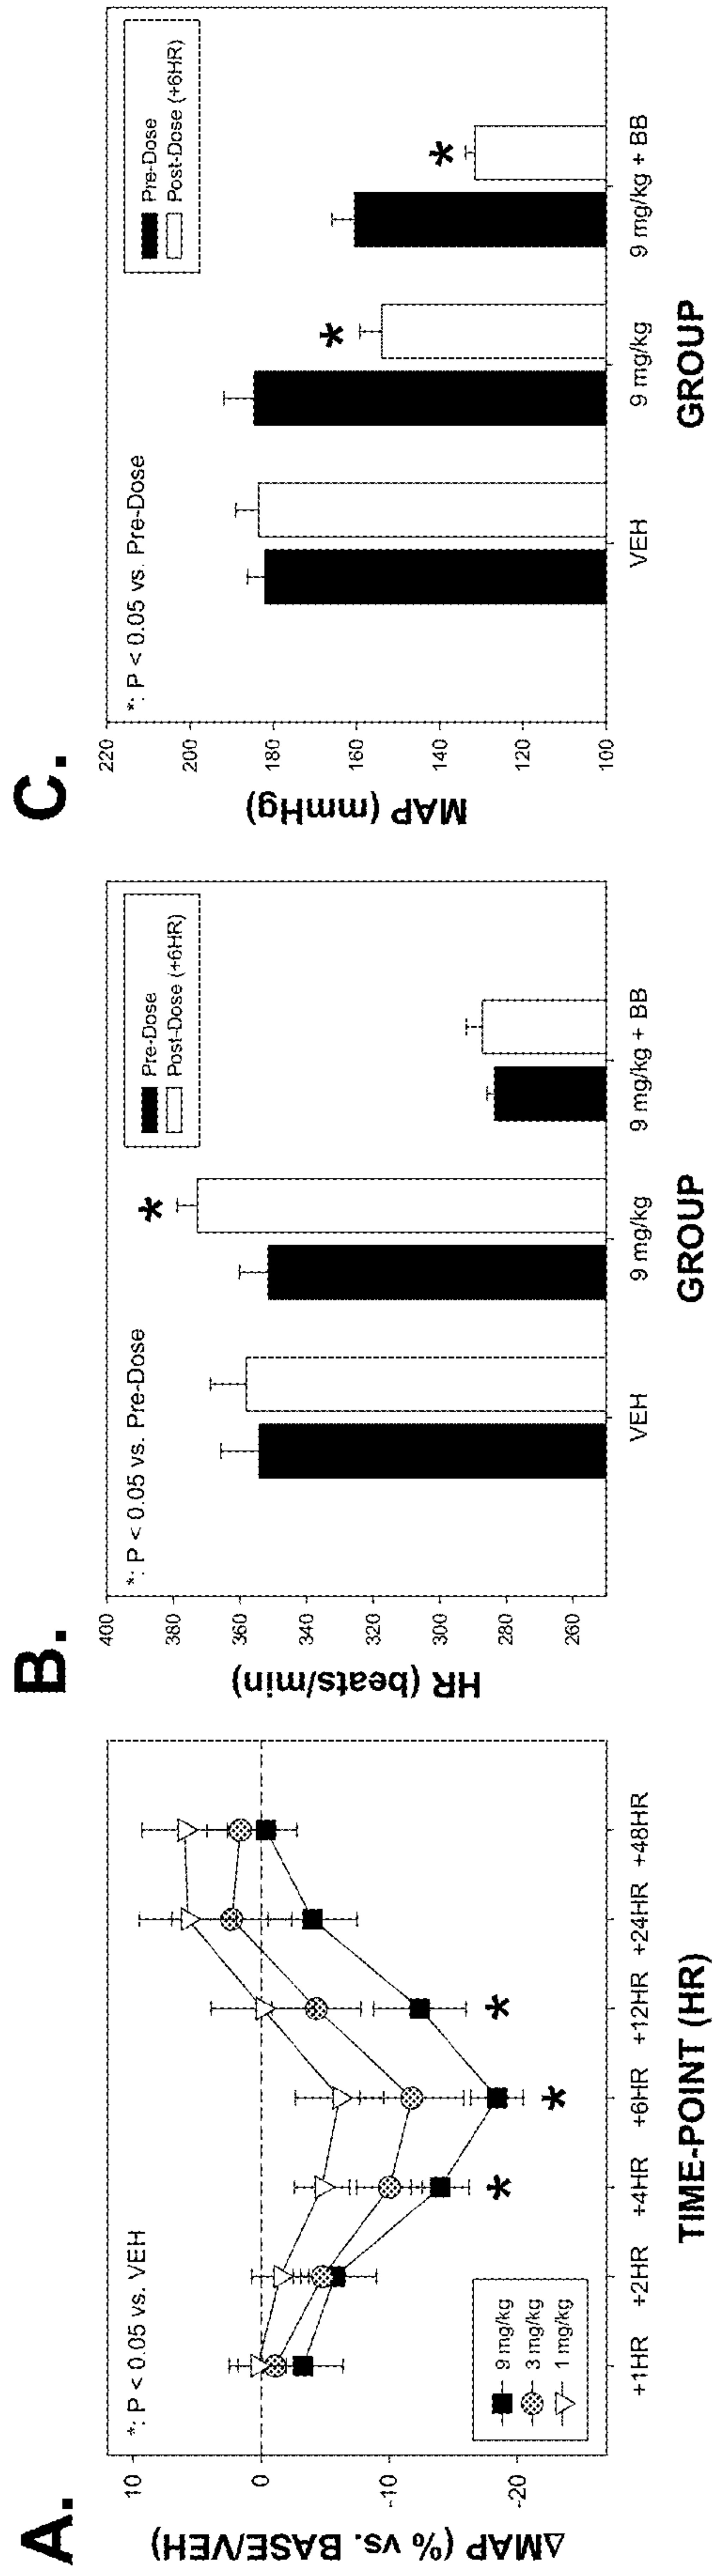 A.
*: P < 0.05 vs. VEH
ΔMAP (% vs. BASE/VEH)
10
0
-10
-20
9 mg/kg
3 mg/kg
1 mg/kg
*
*
*
+1HR +2HR +4HR +6HR +12HR +24HR +48HR
TIME-POINT (HR)
B.
*: P < 0.05 vs. Pre-Dose
Pre-Dose
Post-Dose (+6HR)
HR (beats/min)
400
380
360
340
320
300
280
260
*
VEH 9 mg/kg 9 mg/kg + BB
GROUP
C.
*: P < 0.05 vs. Pre-Dose
Pre-Dose
Post-Dose (+6HR)
MAP (mmHg)
220
200
180
160
140
120
100
*
*
VEH 9 mg/kg 9 mg/kg + BB
GROUP